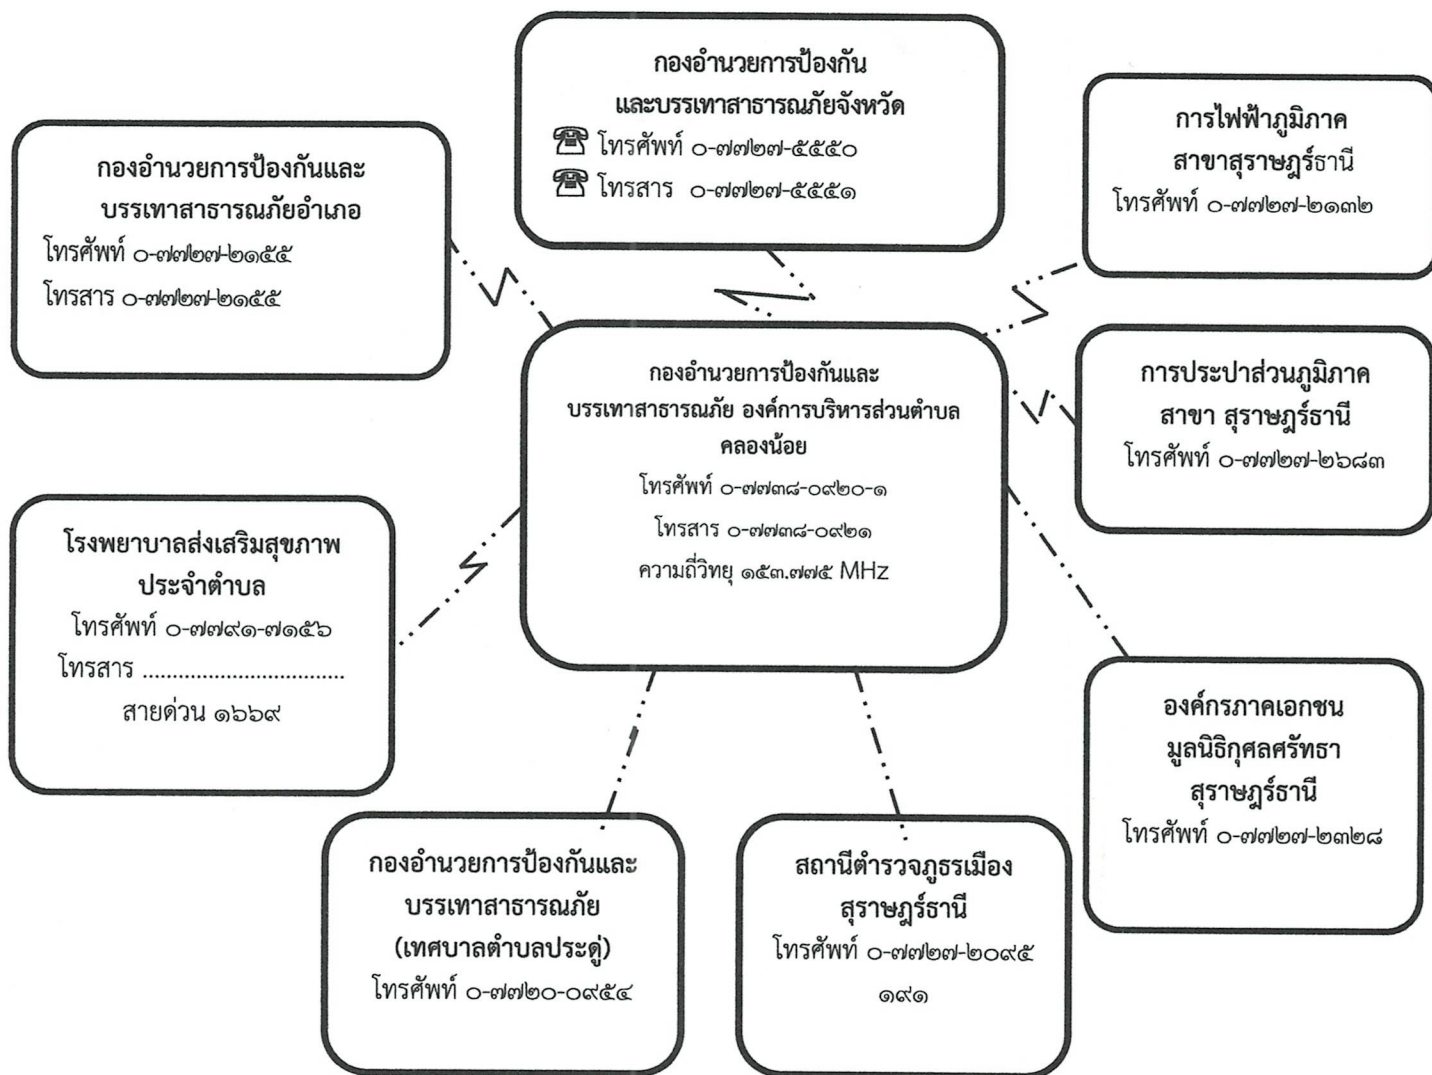 กองอำนวยการป้องกัน
และบรรเทาสาธารณภัยจังหวัด
☎ โทรศัพท์ ๐-๗๗๒๗-๕๕๕๐
☎ โทรสาร ๐-๗๗๒๗-๕๕๕๑
การไฟฟ้าภูมิภาค
สาขาสุราษฎร์ธานี
โทรศัพท์ ๐-๗๗๒๗-๒๑๓๒
กองอำนวยการป้องกันและ
บรรเทาสาธารณภัยอำเภอ
โทรศัพท์ ๐-๗๗๒๗-๒๑๕๕
โทรสาร ๐-๗๗๒๗-๒๑๕๕
กองอำนวยการป้องกันและ
บรรเทาสาธารณภัย องค์การบริหารส่วนตำบล
คลองน้อย
โทรศัพท์ ๐-๗๗๓๘-๐๙๒๐-๑
โทรสาร ๐-๗๗๓๘-๐๙๒๑
ความถี่วิทยุ ๑๕๓.๗๗๕ MHz
การประปาส่วนภูมิภาค
สาขา สุราษฎร์ธานี
โทรศัพท์ ๐-๗๗๒๗-๒๖๘๓
โรงพยาบาลส่งเสริมสุขภาพ
ประจำตำบล
โทรศัพท์ ๐-๗๗๙๑-๗๑๕๖
โทรสาร ..................................
สายด่วน ๑๖๖๙
องค์กรภาคเอกชน
มูลนิธิกุศลศรัทธา
สุราษฎร์ธานี
โทรศัพท์ ๐-๗๗๒๗-๒๓๒๘
กองอำนวยการป้องกันและ
บรรเทาสาธารณภัย
(เทศบาลตำบลประดู่)
โทรศัพท์ ๐-๗๗๒๐-๐๙๕๔
สถานีตำรวจภูธรเมือง
สุราษฎร์ธานี
โทรศัพท์ ๐-๗๗๒๗-๒๐๙๕
๑๙๑